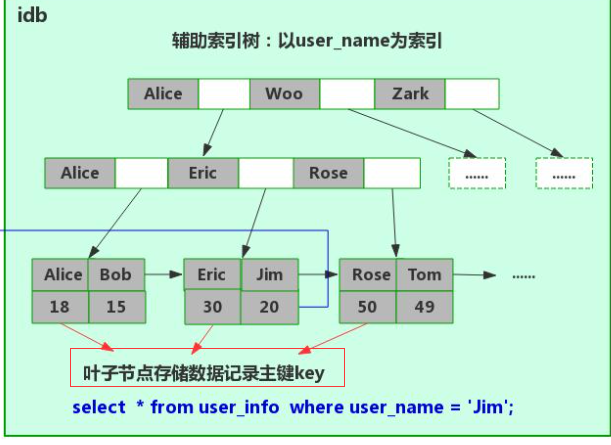 idb
辅助索引树：以user_name为索引
Alice Woo Zark
Alice Eric Rose ...... ......
Alice Bob Eric Jim Rose Tom ......
18 15 30 20 50 49
叶子节点存储数据记录主键key
select * from user_info where user_name = 'Jim';